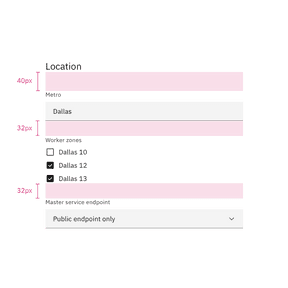 Location
40px
Metro
Dallas
32px
Worker zones
Dallas 10
Dallas 12
Dallas 13
32px
Master service endpoint
Public endpoint only